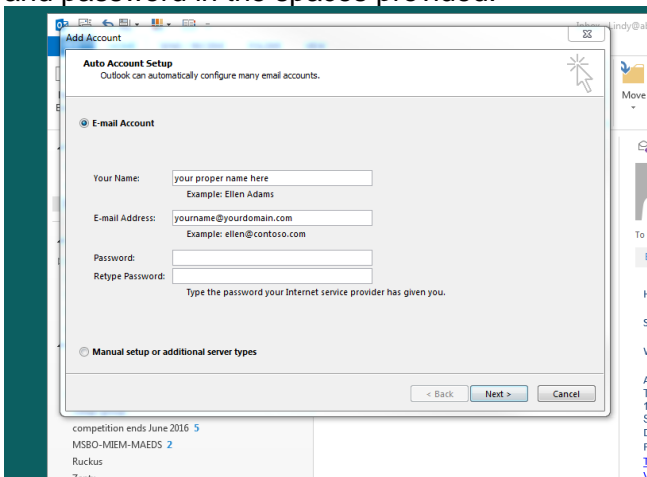 and password in the spaces provided.
Inbox - Lindy@al
Add Account
Auto Account Setup
Outlook can automatically configure many email accounts.
Move
E-mail Account
Your Name: your proper name here
Example: Ellen Adams
E-mail Address: yourname@yourdomain.com
Example: ellen@contoso.com
To
Password:
Retype Password:
Type the password your Internet service provider has given you.
Manual setup or additional server types
< Back Next > Cancel
competition ends June 2016 5
MSBO-MIEM-MAEDS 2
Ruckus